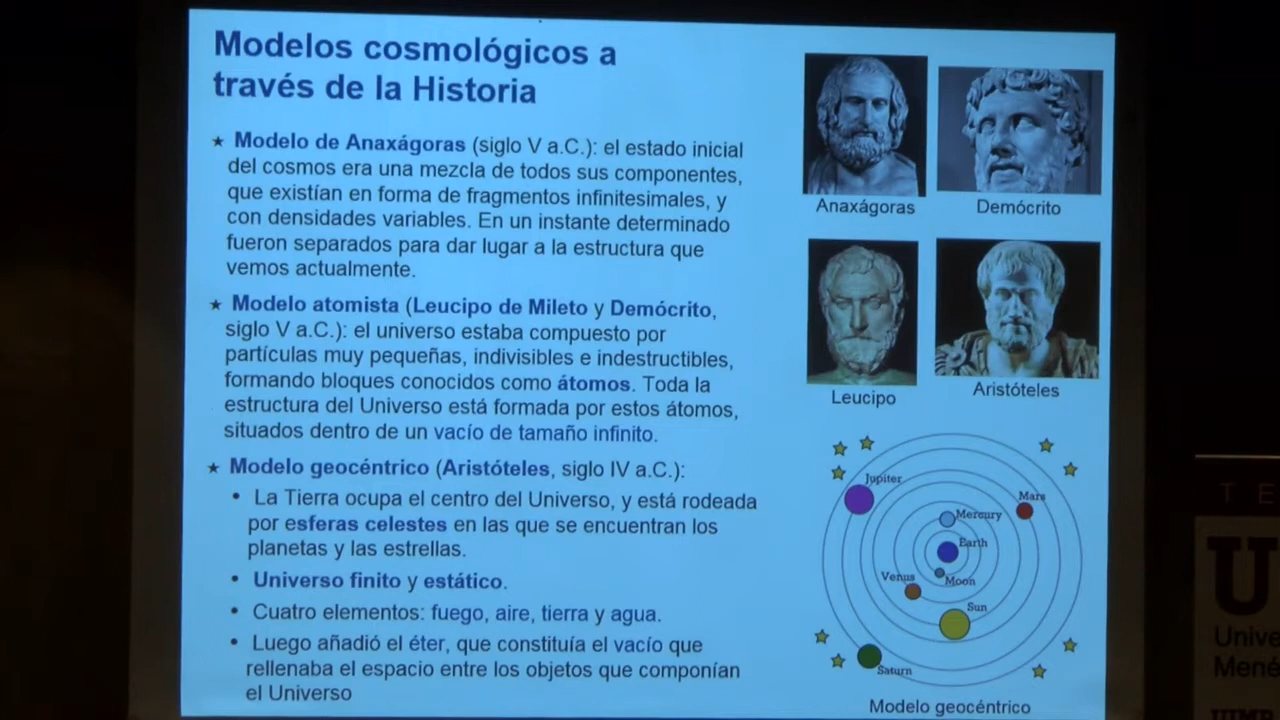 Modelos cosmológicos a
través de la Historia
★ Modelo de Anaxágoras (siglo V a.C.): el estado inicial
del cosmos era una mezcla de todos sus componentes,
que existían en forma de fragmentos infinitesimales, y
con densidades variables. En un instante determinado
fueron separados para dar lugar a la estructura que
vemos actualmente.
★ Modelo atomista (Leucipo de Mileto y Demócrito,
siglo V a.C.): el universo estaba compuesto por
partículas muy pequeñas, indivisibles e indestructibles,
formando bloques conocidos como átomos. Toda la
estructura del Universo está formada por estos átomos,
situados dentro de un vacío de tamaño infinito.
★ Modelo geocéntrico (Aristóteles, siglo IV a.C.):
• La Tierra ocupa el centro del Universo, y está rodeada
por esferas celestes en las que se encuentran los
planetas y las estrellas.
• Universo finito y estático.
• Cuatro elementos: fuego, aire, tierra y agua.
• Luego añadió el éter, que constituía el vacío que
rellenaba el espacio entre los objetos que componían
el Universo
Anaxágoras
Demócrito
Leucipo
Aristóteles
Jupiter
Mars
Mercury
Earth
Venus
Moon
Sun
Saturn
Modelo geocéntrico
T E
U
Unive
Mené